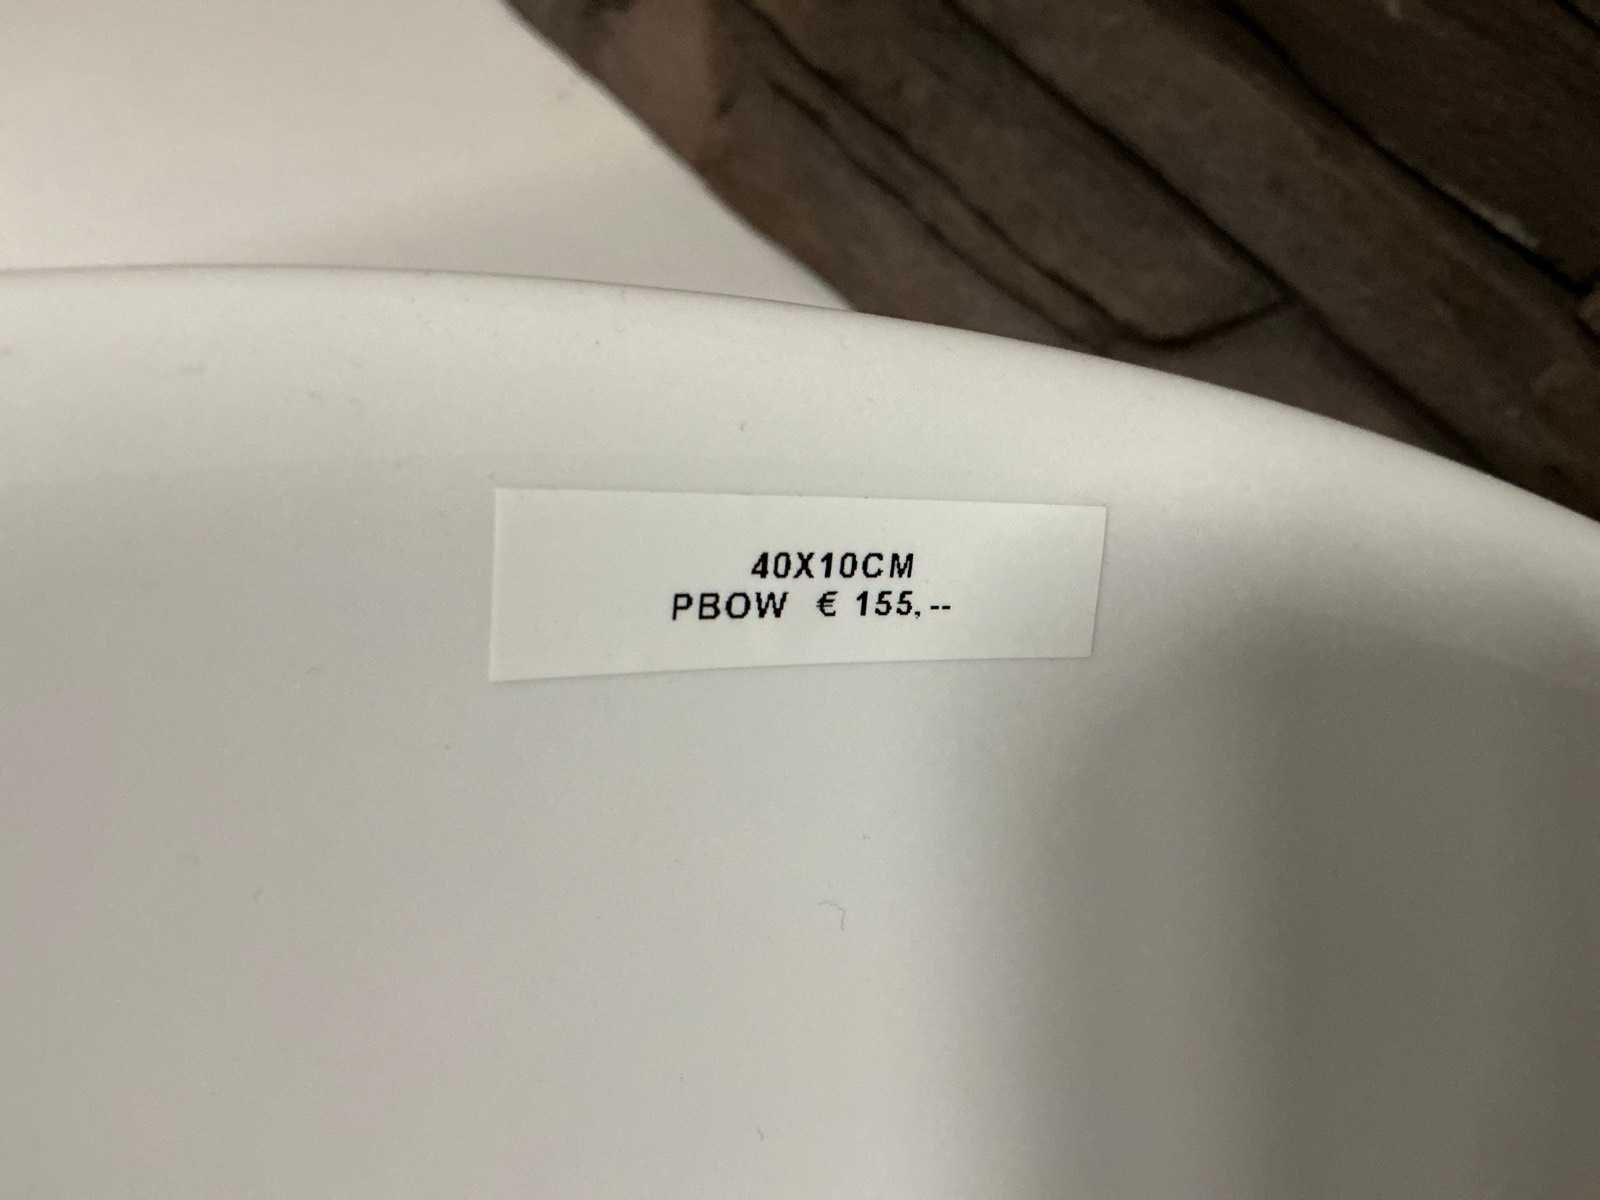 40X10CM
PBOW € 155,--